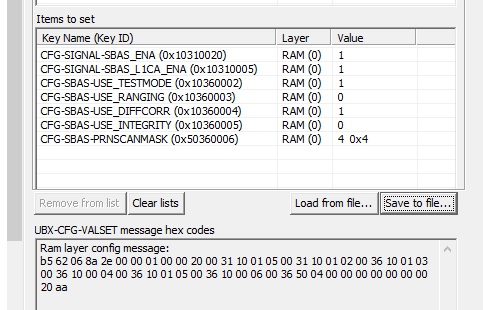 Items to set
Key Name (Key ID) Layer Value
CFG-SIGNAL-SBAS_ENA (0x10310020) RAM (0) 1
CFG-SIGNAL-SBAS_L1CA_ENA (0x10310005) RAM (0) 1
CFG-SBAS-USE_TESTMODE (0x10360002) RAM (0) 1
CFG-SBAS-USE_RANGING (0x10360003) RAM (0) 0
CFG-SBAS-USE_DIFFCORR (0x10360004) RAM (0) 1
CFG-SBAS-USE_INTEGRITY (0x10360005) RAM (0) 0
CFG-SBAS-PRNSCANMASK (0x50360006) RAM (0) 4 0x4
Remove from list Clear lists Load from file... Save to file...
UBX-CFG-VALSET message hex codes
Ram layer config message:
b5 62 06 8a 2e 00 00 01 00 00 20 00 31 10 01 05 00 31 10 01 02 00 36 10 01 03
00 36 10 00 04 00 36 10 01 05 00 36 10 00 06 00 36 50 04 00 00 00 00 00 00 00
20 aa